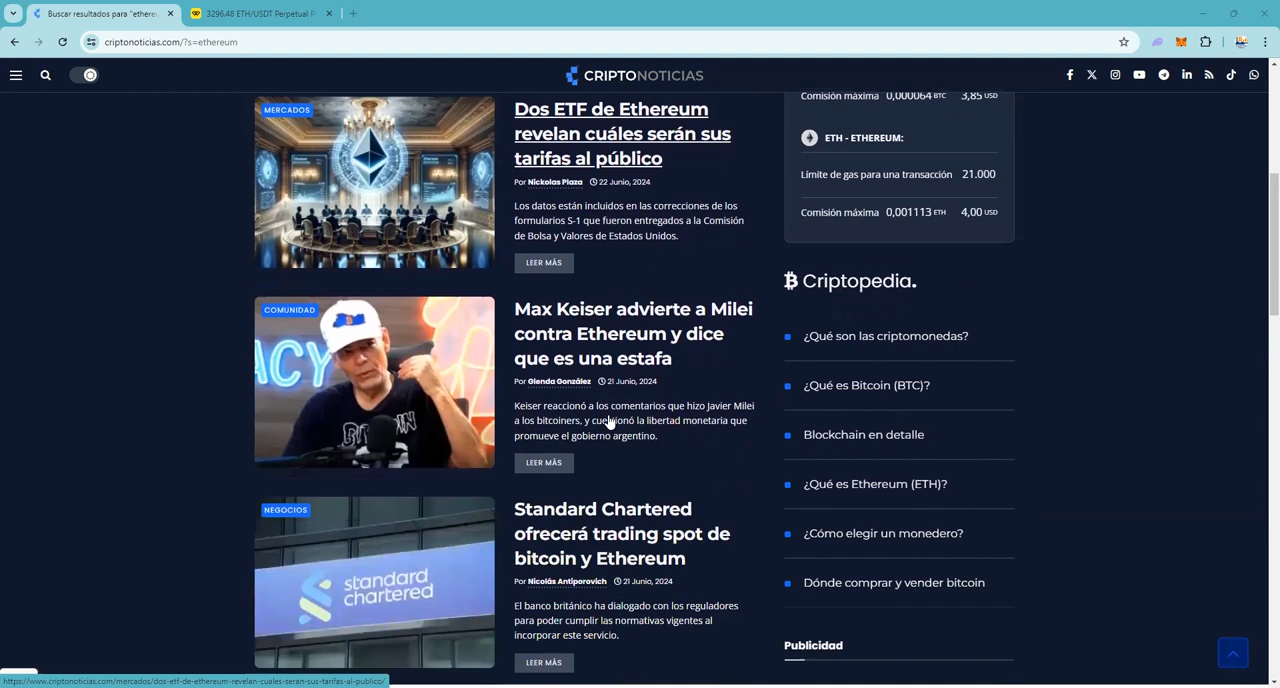 Buscar resultados para "ethere
3296.48 ETH/USDT Perpetual P
criptonoticias.com/?s=ethereum
CRIPTONOTICIAS
MERCADOS
Dos ETF de Ethereum
revelan cuáles serán sus
tarifas al público
Por Nickolas Plaza 22 Junio, 2024
Los datos están incluidos en las correcciones de los
formularios S-1 que fueron entregados a la Comisión
de Bolsa y Valores de Estados Unidos.
LEER MÁS
COMUNIDAD
Max Keiser advierte a Milei
contra Ethereum y dice
que es una estafa
Por Glenda González 21 Junio, 2024
Keiser reaccionó a los comentarios que hizo Javier Milei
a los bitcoiners, y cuestionó la libertad monetaria que
promueve el gobierno argentino.
LEER MÁS
NEGOCIOS
standard
chartered
Standard Chartered
ofrecerá trading spot de
bitcoin y Ethereum
Por Nicolás Antiporovich 21 Junio, 2024
El banco británico ha dialogado con los reguladores
para poder cumplir las normativas vigentes al
incorporar este servicio.
LEER MÁS
Comisión máxima 0,000064 BTC 3,85 USD
ETH - ETHEREUM:
Límite de gas para una transacción 21.000
Comisión máxima 0,001113 ETH 4,00 USD
Criptopedia.
¿Qué son las criptomonedas?
¿Qué es Bitcoin (BTC)?
Blockchain en detalle
¿Qué es Ethereum (ETH)?
¿Cómo elegir un monedero?
Dónde comprar y vender bitcoin
Publicidad
https://www.criptonoticias.com/mercados/dos-etf-de-ethereum-revelan-cuales-seran-sus-tarifas-al-publico/